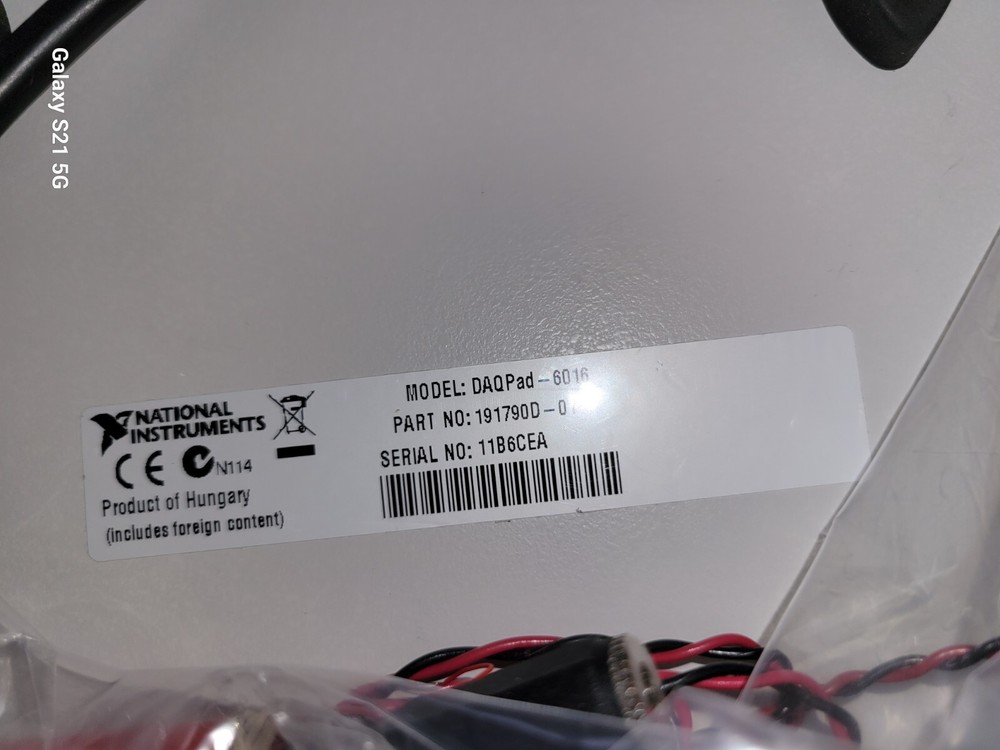 Galaxy S21 5G
NATIONAL
INSTRUMENTS
CE N114
Product of Hungary
(includes foreign content)
MODEL: DAQPad-6016
PART NO: 191790D-01
SERIAL NO: 11B6CEA